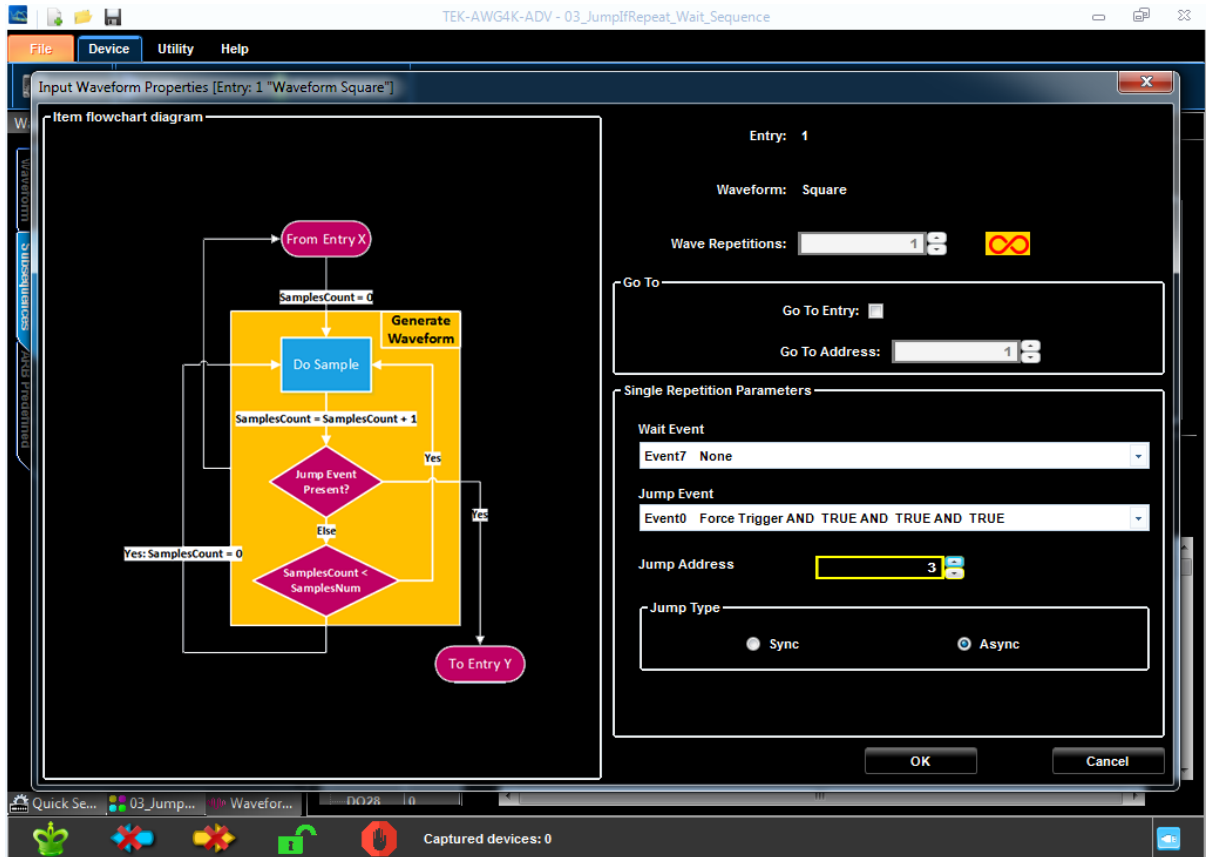 TEK-AWG4K-ADV - 03_JumpIfRepeat_Wait_Sequence
File Device Utility Help
Input Waveform Properties [Entry: 1 "Waveform Square"]
Item flowchart diagram
From Entry X
SamplesCount = 0
Generate
Waveform
Do Sample
SamplesCount = SamplesCount + 1
Yes
Jump Event
Present?
Yes
Else
Yes: SamplesCount = 0
SamplesCount <
SamplesNum
To Entry Y
Entry: 1
Waveform: Square
Wave Repetitions: 1
Go To
Go To Entry:
Go To Address: 1
Single Repetition Parameters
Wait Event
Event7 None
Jump Event
Event0 Force Trigger AND TRUE AND TRUE AND TRUE
Jump Address 3
Jump Type
Sync Async
OK Cancel
Waveform
Subsequences
ARB Predefined
Quick Se... 03_Jump... Wavefor... DO28 0
Captured devices: 0